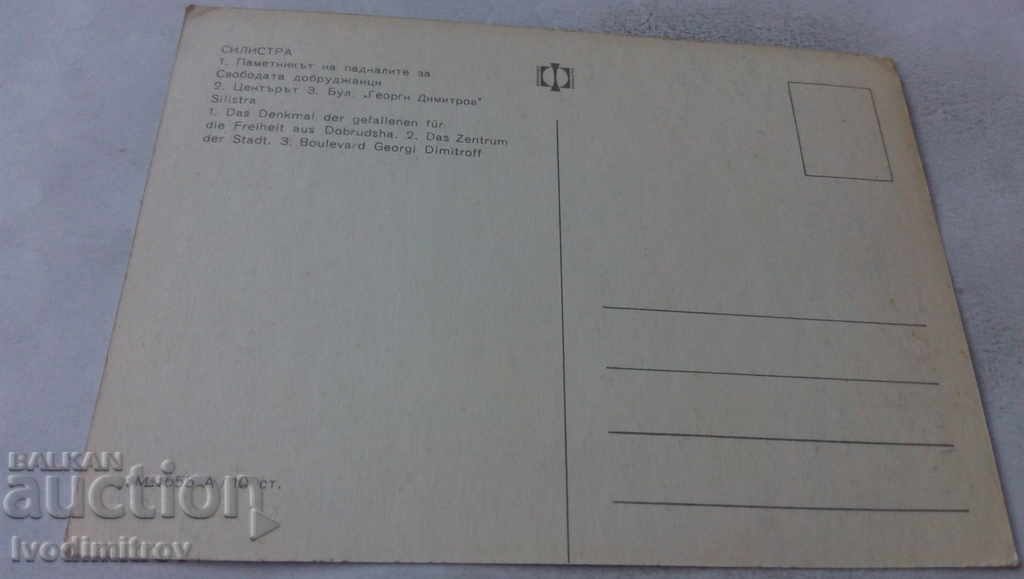 СИЛИСТРА
1. Паметникът на падналите за
Свободата добруджанци
2. Центърът 3. Бул. „Георги Димитров"
Silistra
1. Das Denkmal der gefallenen für
die Freiheit aus Dobrudsha. 2. Das Zentrum
der Stadt. 3. Boulevard Georgi Dimitroff
А 10 ст.
BALKAN
auction
Ivodimitrov